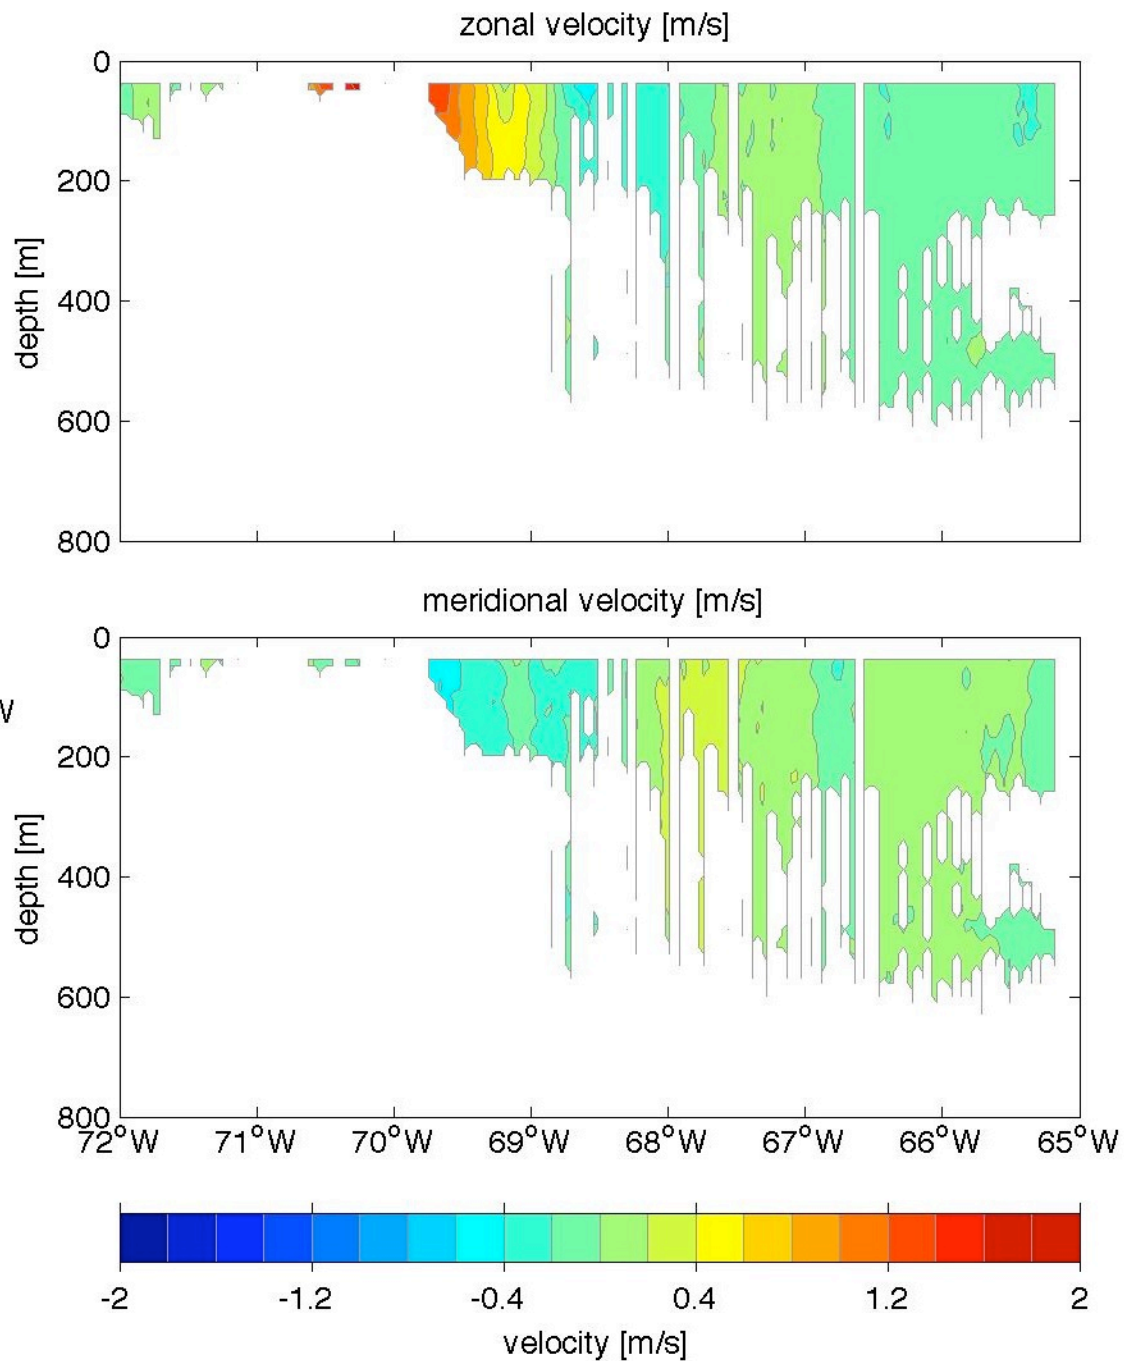 zonal velocity [m/s]
0
200
400
600
800
depth [m]
meridional velocity [m/s]
0
200
400
600
800
depth [m]
W
72°W 71°W 70°W 69°W 68°W 67°W 66°W 65°W
-2 -1.2 -0.4 0.4 1.2 2
velocity [m/s]